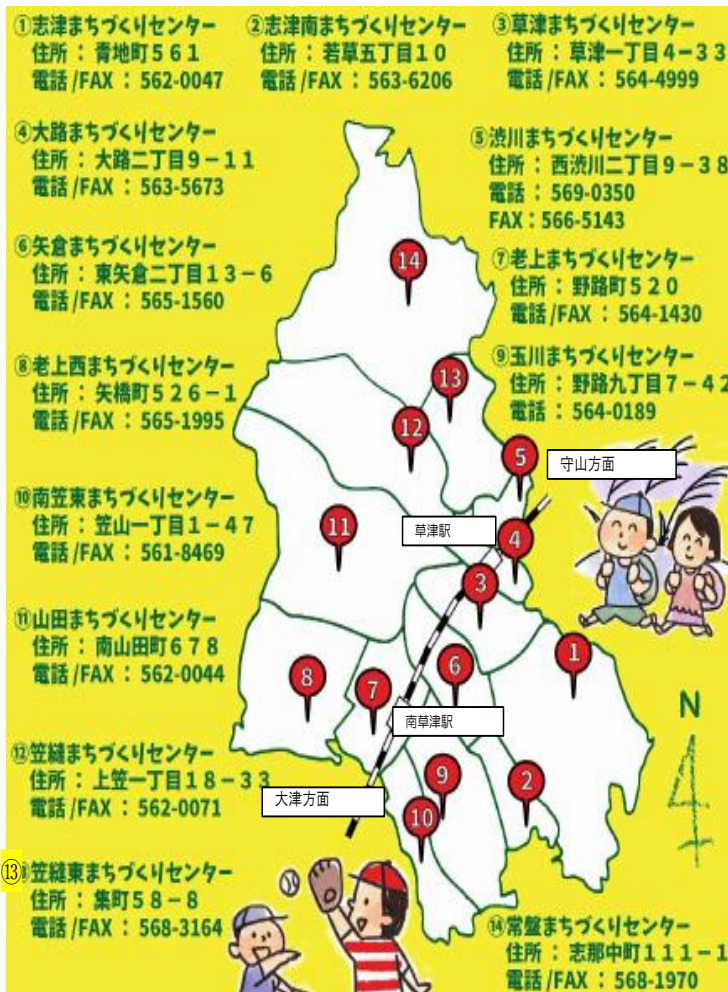 ①志津まちづくりセンター
住所：青地町５６１
電話/FAX：562-0047
②志津南まちづくりセンター
住所：若草五丁目１０
電話/FAX：563-6206
③草津まちづくりセンター
住所：草津一丁目４－３３
電話/FAX：564-4999
④大路まちづくりセンター
住所：大路二丁目９－１１
電話/FAX：563-5673
⑤渋川まちづくりセンター
住所：西渋川二丁目９－３８
電話：569-0350
FAX：566-5143
⑥矢倉まちづくりセンター
住所：東矢倉二丁目１３－６
電話/FAX：565-1560
⑦老上まちづくりセンター
住所：野路町５２０
電話/FAX：564-1430
⑧老上西まちづくりセンター
住所：矢橋町５２６－１
電話/FAX：565-1995
⑨玉川まちづくりセンター
住所：野路九丁目７－４２
電話：564-0189
⑩南笠東まちづくりセンター
住所：笠山一丁目１－４７
電話/FAX：561-8469
⑪山田まちづくりセンター
住所：南山田町６７８
電話/FAX：562-0044
⑫笠縫まちづくりセンター
住所：上笠一丁目１８－３３
電話/FAX：562-0071
⑬笠縫東まちづくりセンター
住所：集町５８－８
電話/FAX：568-3164
⑭常盤まちづくりセンター
住所：志那中町１１１－１
電話/FAX：568-1970
14
13
12
5
守山方面
11
草津駅
4
3
1
8
7
6
南草津駅
N
9
2
大津方面
10